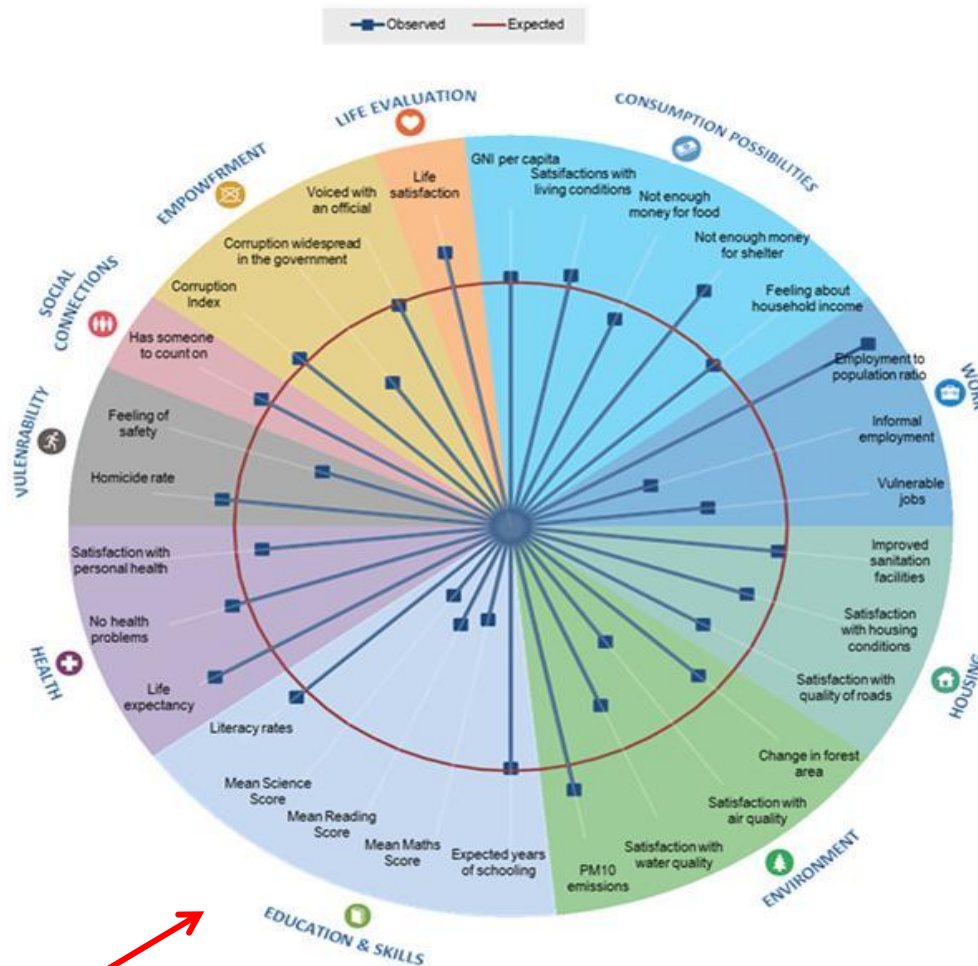 Observed
Expected
LIFE EVALUATION
CONSUMPTION POSSIBILITIES
EMPOWFRMENT
SOCIAL
CONNECTIONS
VULENRABILITY
HEALTH
EDUCATION & SKILLS
ENVIRONMENT
HOUSING
WORK
GNI per capita
Satsifactions with
living conditions
Not enough
money for food
Not enough money
for shelter
Feeling about
household income
Employment to
population ratio
Informal
employment
Vulnerable
jobs
Improved
sanitation
facilities
Satisfaction
with housing
conditions
Satisfaction with
quality of roads
Change in forest
area
Satisfaction with
air quality
Satisfaction with
water quality
PM10
emissions
Expected years
of schooling
Mean Maths
Score
Mean Reading
Score
Mean Science
Score
Literacy rates
Life
expectancy
No health
problems
Satisfaction with
personal health
Homicide rate
Feeling of
safety
Has someone
to count on
Corruption
Index
Corruption widespread
in the government
Voiced with
an official
Life
satisfaction